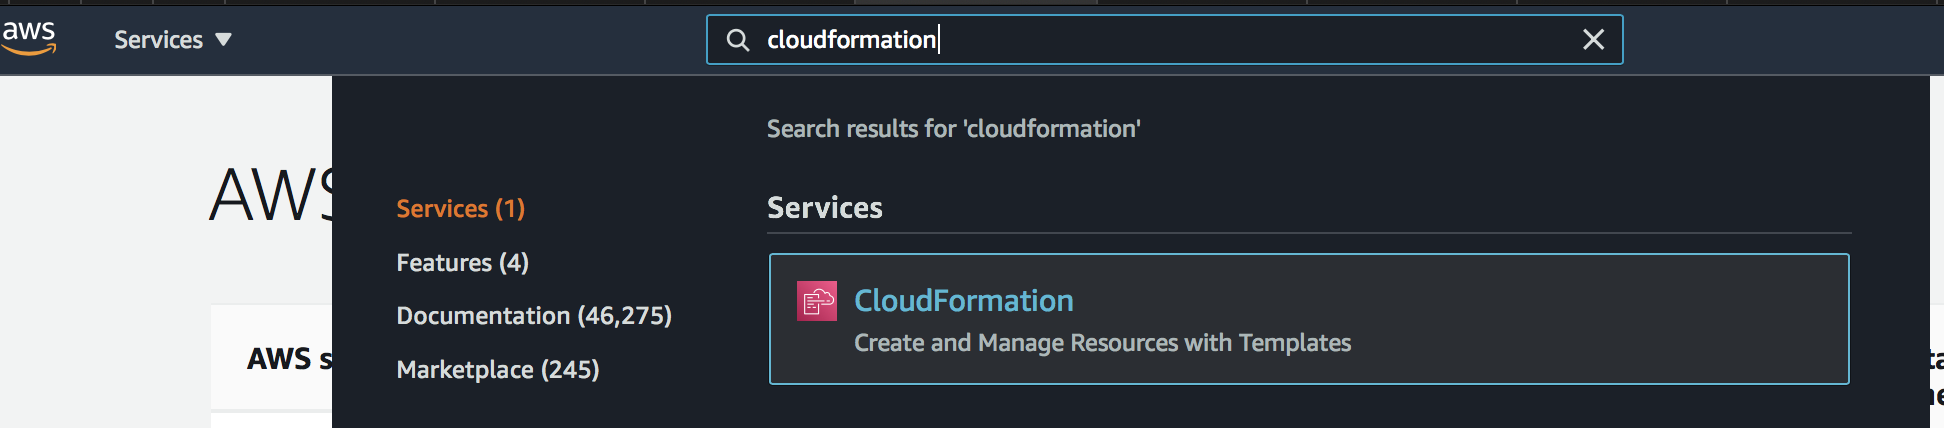 aws
Services
cloudformation
Search results for 'cloudformation'
AWS
Services (1)
Features (4)
Documentation (46,275)
Marketplace (245)
Services
CloudFormation
Create and Manage Resources with Templates
AWS s